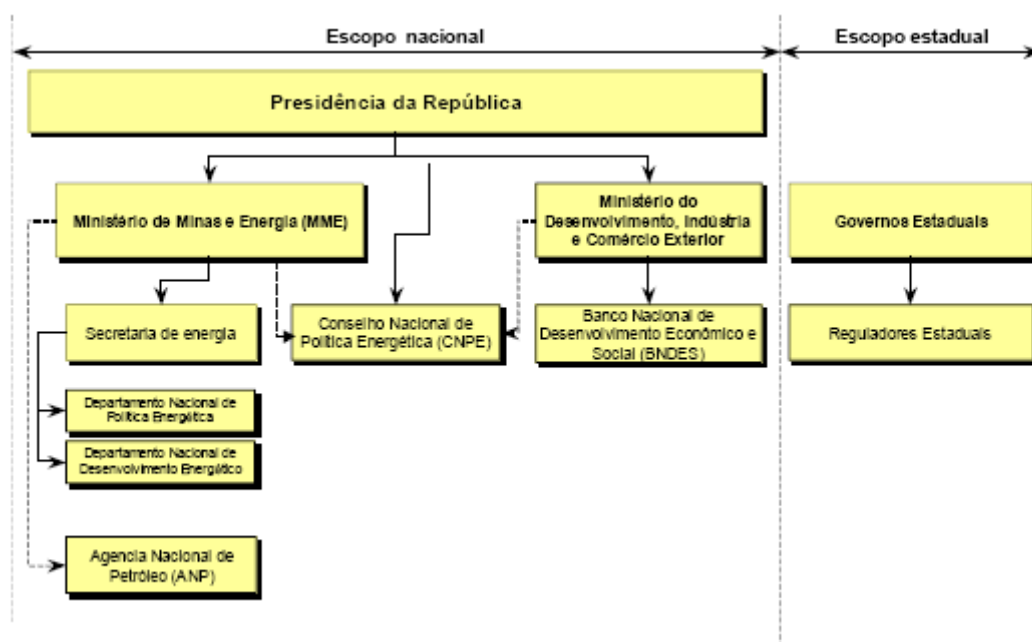 Escopo nacional
Escopo estadual
Presidência da República
Ministério de Minas e Energia (MME)
Ministério do
Desenvolvimento, Indústria
e Comércio Exterior
Governos Estaduais
Secretaria de energia
Conselho Nacional de
Política Energética (CNPE)
Banco Nacional de
Desenvolvimento Econômico e
Social (BNDES)
Reguladores Estaduais
Departamento Nacional de
Política Energética
Departamento Nacional de
Desenvolvimento Energético
Agencia Nacional de
Petróleo (ANP)